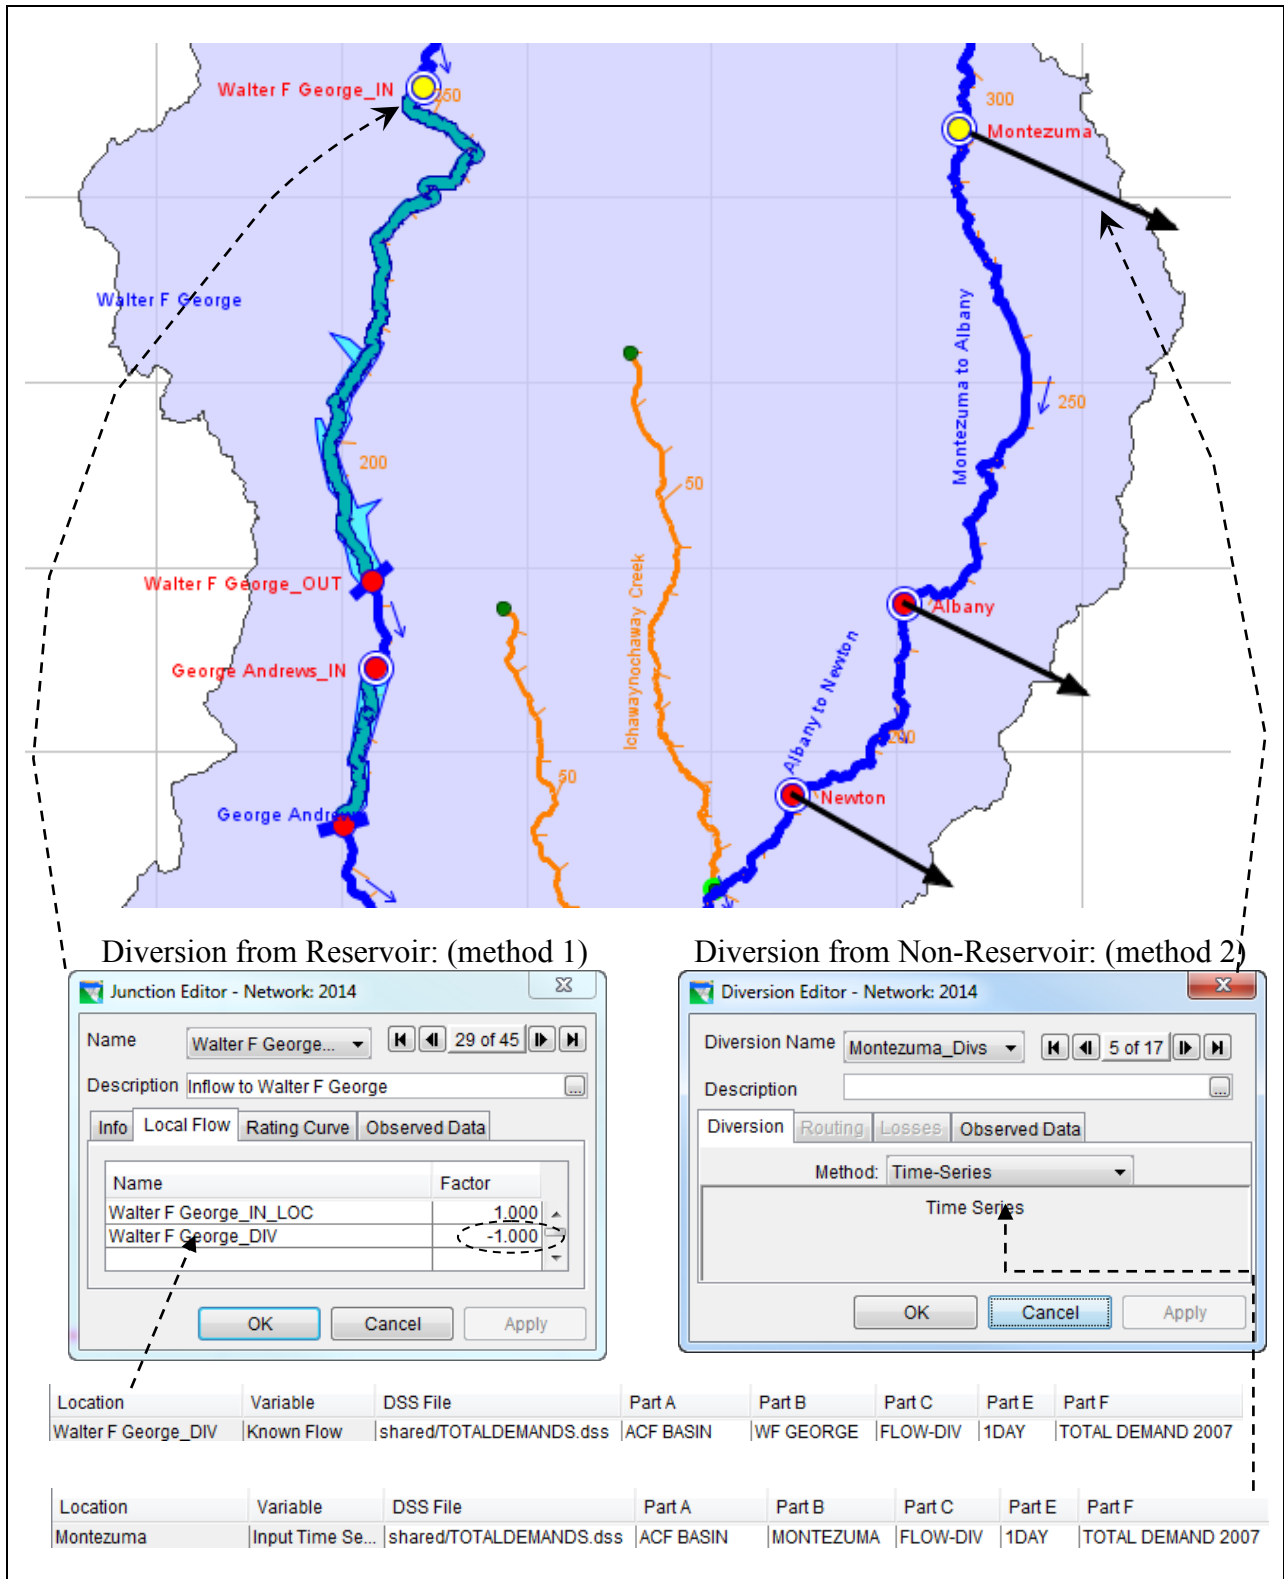 Walter F George_IN
250
300
Montezuma
Walter F George
Montezuma to Albany
250
200
50
Ichawaynochaway Creek
Walter F George_OUT
Albany
George Andrews_IN
Albany to Newton
200
50
Newton
George Andrews
Diversion from Reservoir: (method 1)
Junction Editor - Network: 2014
Name Walter F George... 29 of 45
Description Inflow to Walter F George ...
Info Local Flow Rating Curve Observed Data
Name Factor
Walter F George_IN_LOC 1.000
Walter F George_DIV -1.000
OK Cancel Apply
Diversion from Non-Reservoir: (method 2)
Diversion Editor - Network: 2014
Diversion Name Montezuma_Divs 5 of 17
Description ...
Diversion Routing Losses Observed Data
Method: Time-Series
Time Series
OK Cancel Apply
Location Variable DSS File Part A Part B Part C Part E Part F
Walter F George_DIV Known Flow shared/TOTALDEMANDS.dss ACF BASIN WF GEORGE FLOW-DIV 1DAY TOTAL DEMAND 2007
Location Variable DSS File Part A Part B Part C Part E Part F
Montezuma Input Time Se... shared/TOTALDEMANDS.dss ACF BASIN MONTEZUMA FLOW-DIV 1DAY TOTAL DEMAND 2007